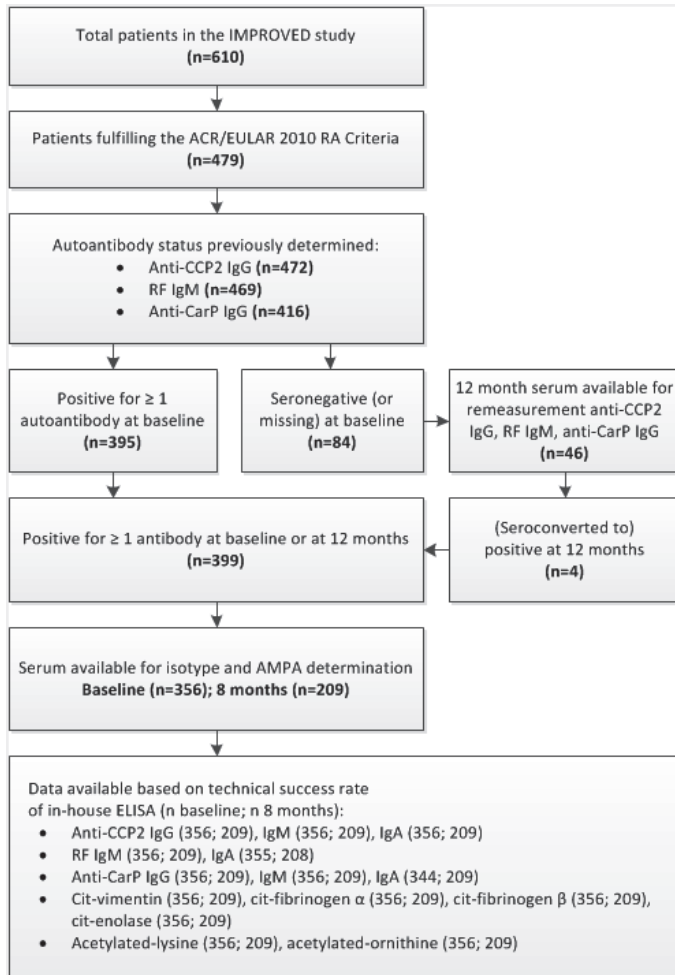 Total patients in the IMPROVED study
(n=610)
Patients fulfilling the ACR/EULAR 2010 RA Criteria
(n=479)
Autoantibody status previously determined:
• Anti-CCP2 IgG (n=472)
• RF IgM (n=469)
• Anti-CarP IgG (n=416)
Positive for ≥ 1
autoantibody at baseline
(n=395)
Seronegative (or
missing) at baseline
(n=84)
12 month serum available for
remeasurement anti-CCP2
IgG, RF IgM, anti-CarP IgG
(n=46)
Positive for ≥ 1 antibody at baseline or at 12 months
(n=399)
(Seroconverted to)
positive at 12 months
(n=4)
Serum available for isotype and AMPA determination
Baseline (n=356); 8 months (n=209)
Data available based on technical success rate
of in-house ELISA (n baseline; n 8 months):
• Anti-CCP2 IgG (356; 209), IgM (356; 209), IgA (356; 209)
• RF IgM (356; 209), IgA (355; 208)
• Anti-CarP IgG (356; 209), IgM (356; 209), IgA (344; 209)
• Cit-vimentin (356; 209), cit-fibrinogen α (356; 209), cit-fibrinogen β (356; 209),
cit-enolase (356; 209)
• Acetylated-lysine (356; 209), acetylated-ornithine (356; 209)